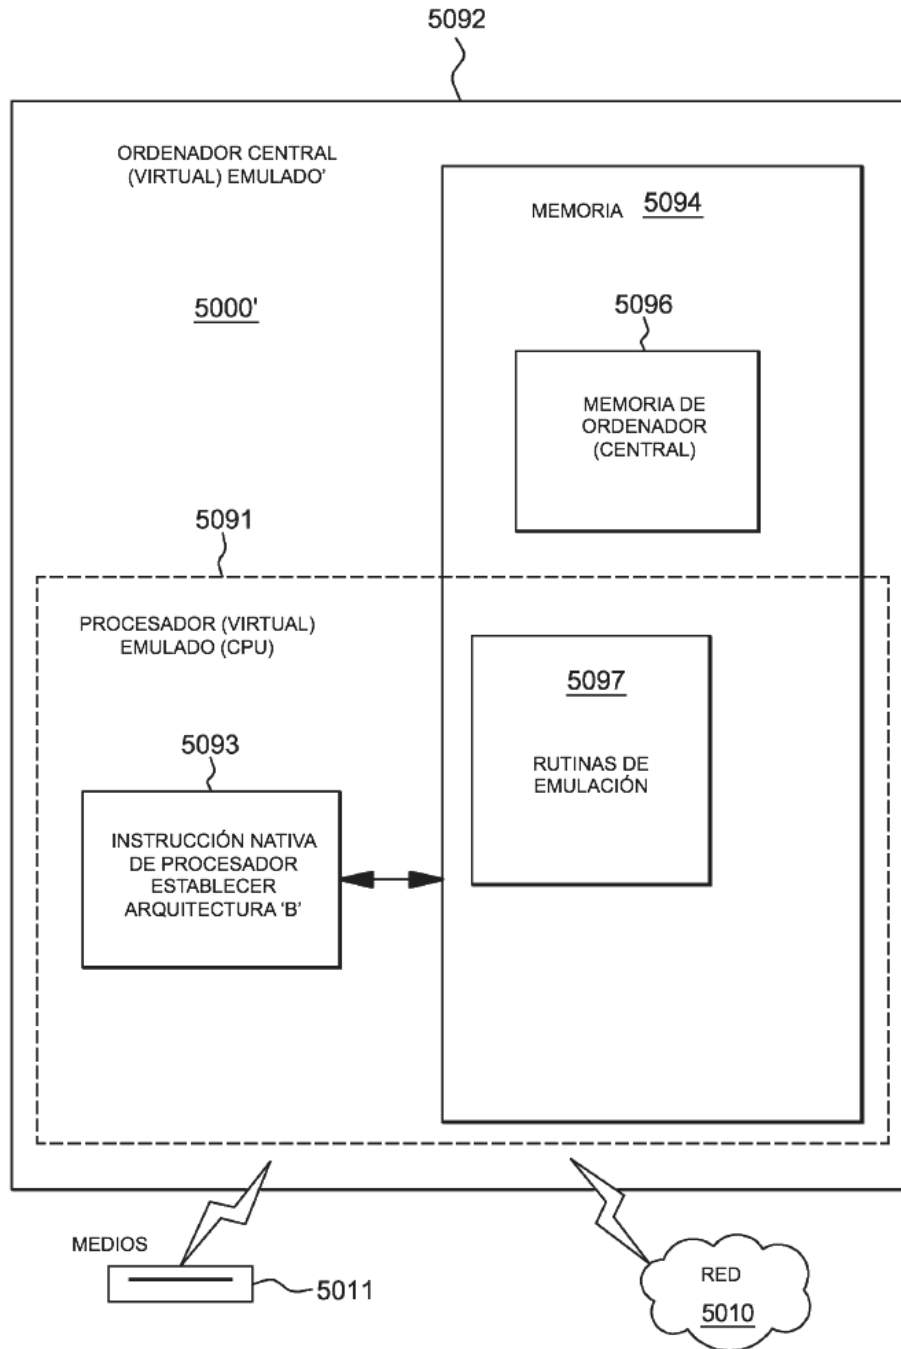 5092
ORDENADOR CENTRAL
(VIRTUAL) EMULADO'
5000'
MEMORIA 5094
5096
MEMORIA DE
ORDENADOR
(CENTRAL)
5091
PROCESADOR (VIRTUAL)
EMULADO (CPU)
5093
INSTRUCCIÓN NATIVA
DE PROCESADOR
ESTABLECER
ARQUITECTURA 'B'
5097
RUTINAS DE
EMULACIÓN
MEDIOS
5011
RED
5010